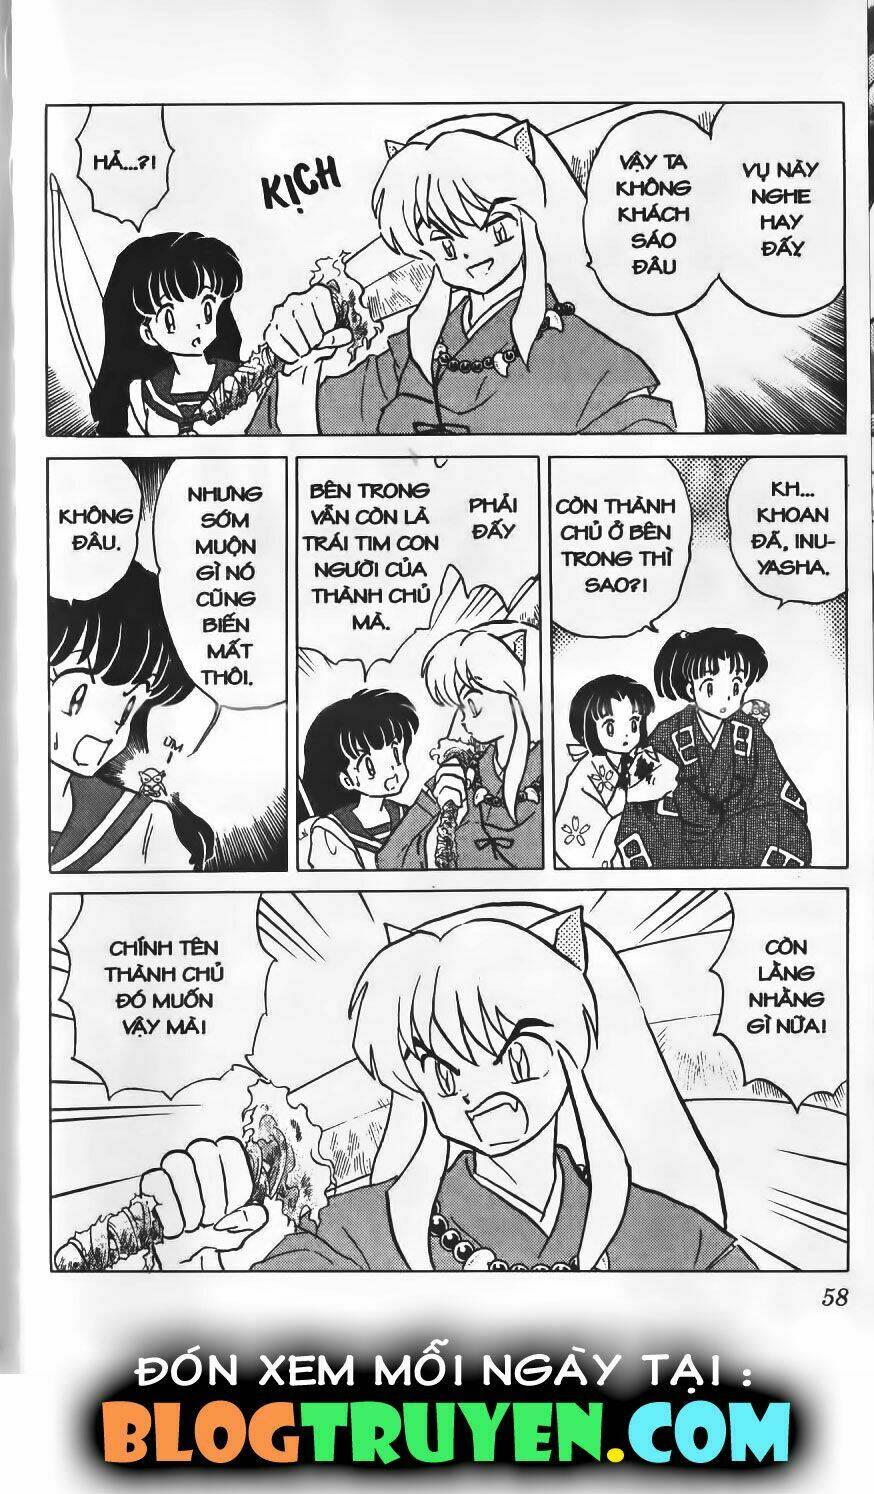 VỤ NÀY
NGHE
HAY
ĐẤY.
VẬY TA
KHÔNG
KHÁCH
SÁO
ĐÂU
KỊCH
HẢ...?!
KH...
KHOAN
ĐÃ, INU-
YASHA.
CÒN THÀNH
CHỦ Ở BÊN
TRONG THÌ
SAO?!
PHẢI
ĐẤY
BÊN TRONG
VẪN CÒN LÀ
TRÁI TIM CON
NGƯỜI CỦA
THÀNH CHỦ
MÀ.
NHƯNG
SỚM
MUỘN
GÌ NÓ
CŨNG
BIẾN
MẤT
THÔI.
ỪM
KHÔNG
ĐÂU.
CÒN
LẰNG
NHẰNG
GÌ NỮA!
CHÍNH TÊN
THÀNH CHỦ
ĐÓ MUỐN
VẬY MÀ!
58
ĐÓN XEM MỖI NGÀY TẠI :
BLOGTRUYEN.COM